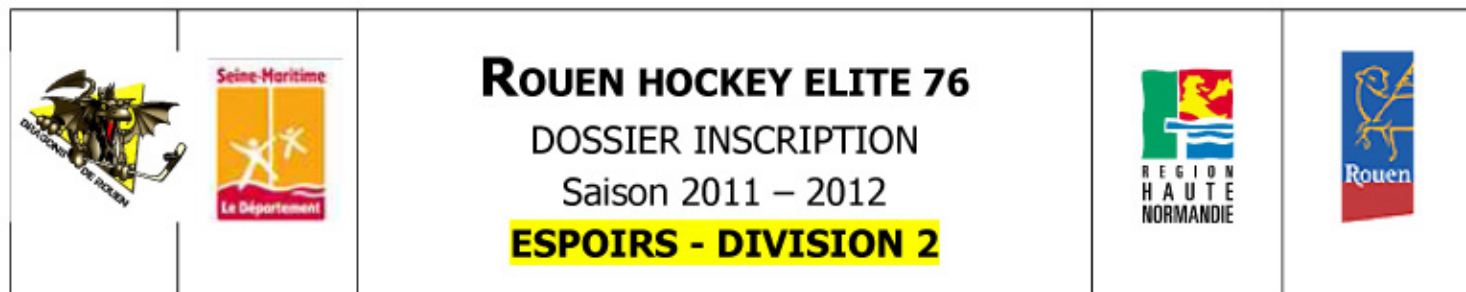 DRAGONS DE ROUEN
Seine-Maritime
Le Département
ROUEN HOCKEY ELITE 76
DOSSIER INSCRIPTION
Saison 2011 – 2012
ESPOIRS - DIVISION 2
REGION
HAUTE
NORMANDIE
Rouen